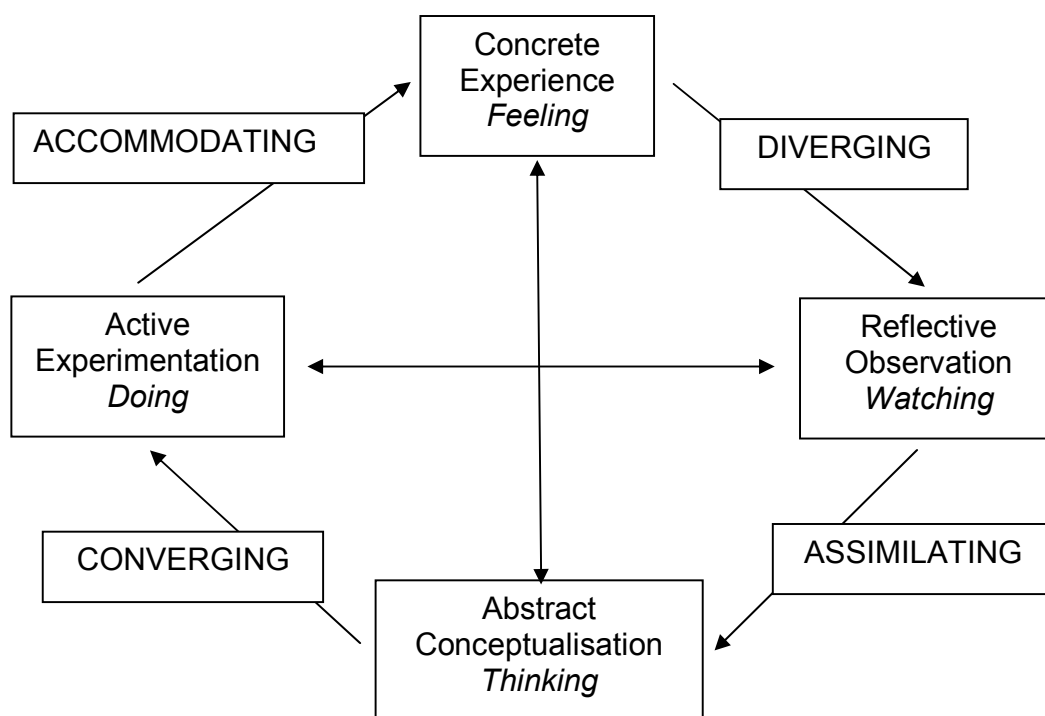 Concrete
Experience
Feeling
ACCOMMODATING
DIVERGING
Active
Experimentation
Doing
Reflective
Observation
Watching
CONVERGING
ASSIMILATING
Abstract
Conceptualisation
Thinking